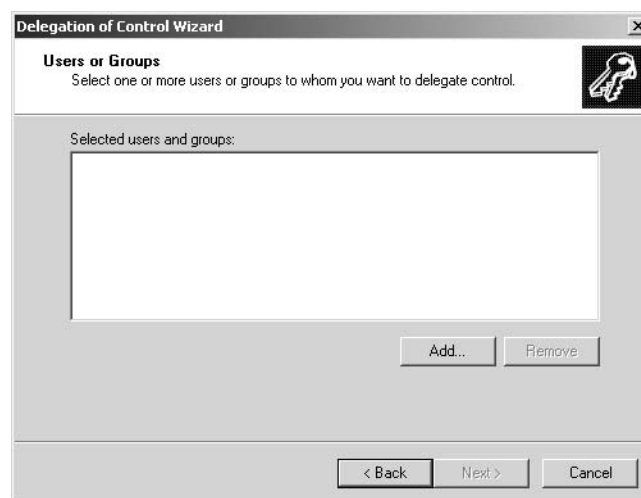 Delegation of Control Wizard
Users or Groups
Select one or more users or groups to whom you want to delegate control.
Selected users and groups:
Add...
Remove
< Back
Next >
Cancel